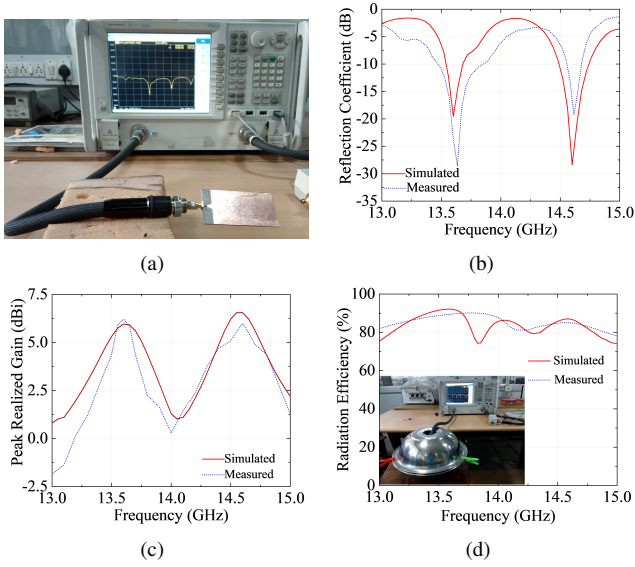 (a)
0
-5
-10
-15
-20
-25
-30
-35
Reflection Coefficient (dB)
Simulated
Measured
13.0 13.5 14.0 14.5 15.0
Frequency (GHz)
(b)
7.5
5.0
2.5
0.0
-2.5
Peak Realized Gain (dBi)
Simulated
Measured
13.0 13.5 14.0 14.5 15.0
Frequency (GHz)
(c)
100
80
60
40
20
0
Radiation Efficiency (%)
Simulated
Measured
13.0 13.5 14.0 14.5 15.0
Frequency (GHz)
(d)